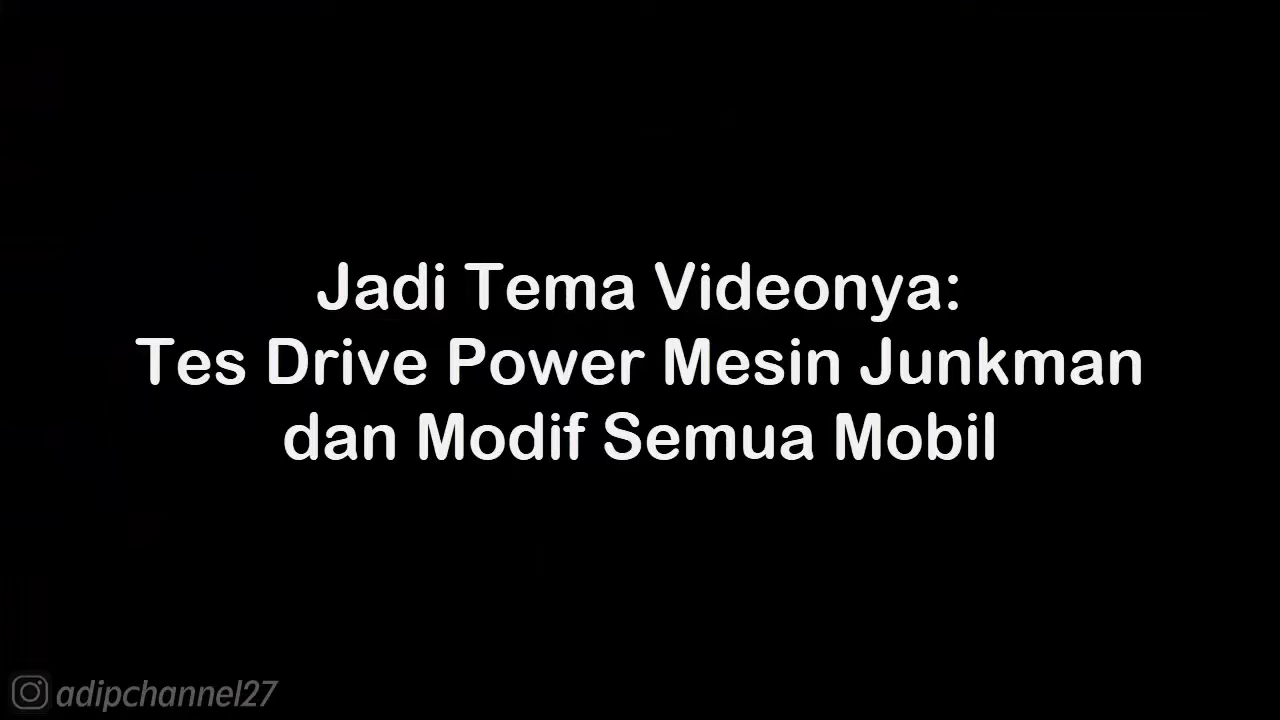 Jadi Tema Videonya:
Tes Drive Power Mesin Junkman
dan Modif Semua Mobil
adipchannel27